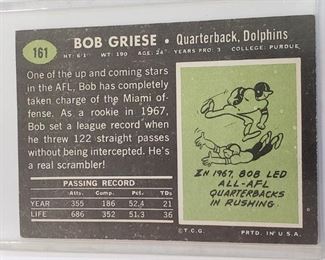 161
BOB GRIESE • Quarterback, Dolphins
HT: 6'1" WT: 190 AGE: 24 YEARS PRO: 3 COLLEGE: PURDUE
One of the up and coming stars
in the AFL, Bob has completely
taken charge of the Miami of-
fense. As a rookie in 1967,
Bob set a league record when
he threw 122 straight passes
without being intercepted. He's
a real scrambler!
PASSING RECORD
Atts. Comp. Pct. TDs
YEAR 355 186 52.4 21
LIFE 686 352 51.3 36
IN 1967, BOB LED
ALL-AFL
QUARTERBACKS
IN RUSHING
© T.C.G. PRTD. IN U.S.A.